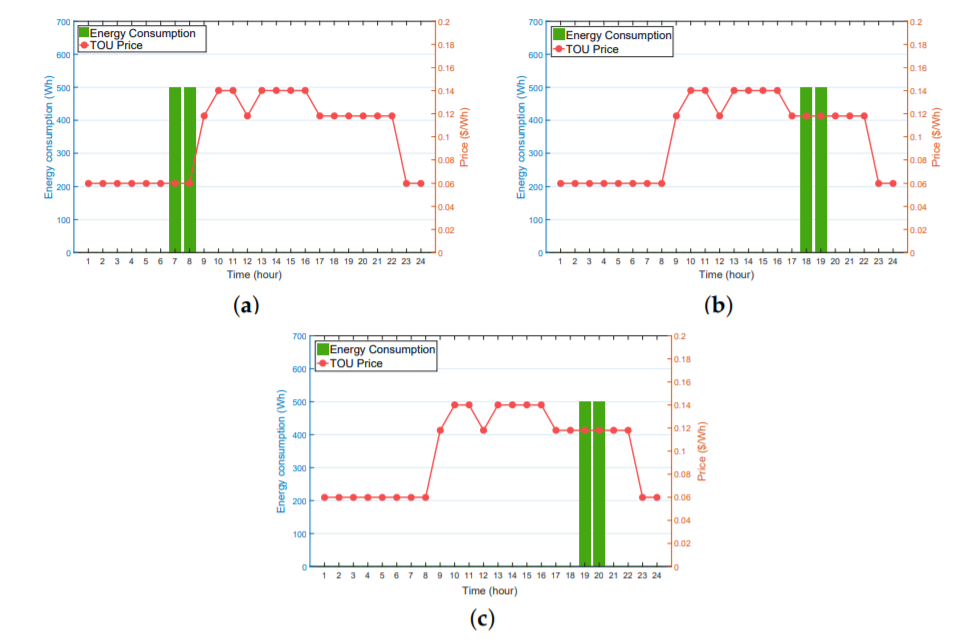 700
600
500
400
300
200
100
0
Energy consumption (Wh)
Energy Consumption
TOU Price
0.2
0.18
0.16
0.14
0.12
0.1
0.08
0.06
0.04
0.02
0
Price ($/Wh)
1 2 3 4 5 6 7 8 9 10 11 12 13 14 15 16 17 18 19 20 21 22 23 24
Time (hour)
(a)
700
600
500
400
300
200
100
0
Energy consumption (Wh)
Energy Consumption
TOU Price
0.2
0.18
0.16
0.14
0.12
0.1
0.08
0.06
0.04
0.02
0
Price ($/Wh)
1 2 3 4 5 6 7 8 9 10 11 12 13 14 15 16 17 18 19 20 21 22 23 24
Time (hour)
(b)
700
600
500
400
300
200
100
0
Energy consumption (Wh)
Energy Consumption
TOU Price
0.2
0.18
0.16
0.14
0.12
0.1
0.08
0.06
0.04
0.02
0
Price ($/Wh)
1 2 3 4 5 6 7 8 9 10 11 12 13 14 15 16 17 18 19 20 21 22 23 24
Time (hour)
(c)